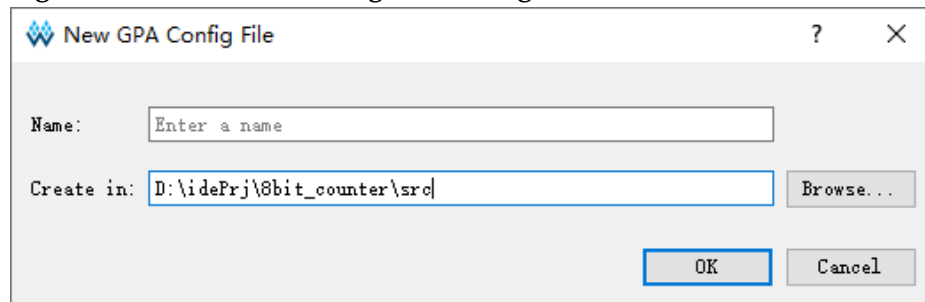 New GPA Config File ? ×
Name: Enter a name
Create in: D:\idePrj\8bit_counter\src Browse...
OK Cancel